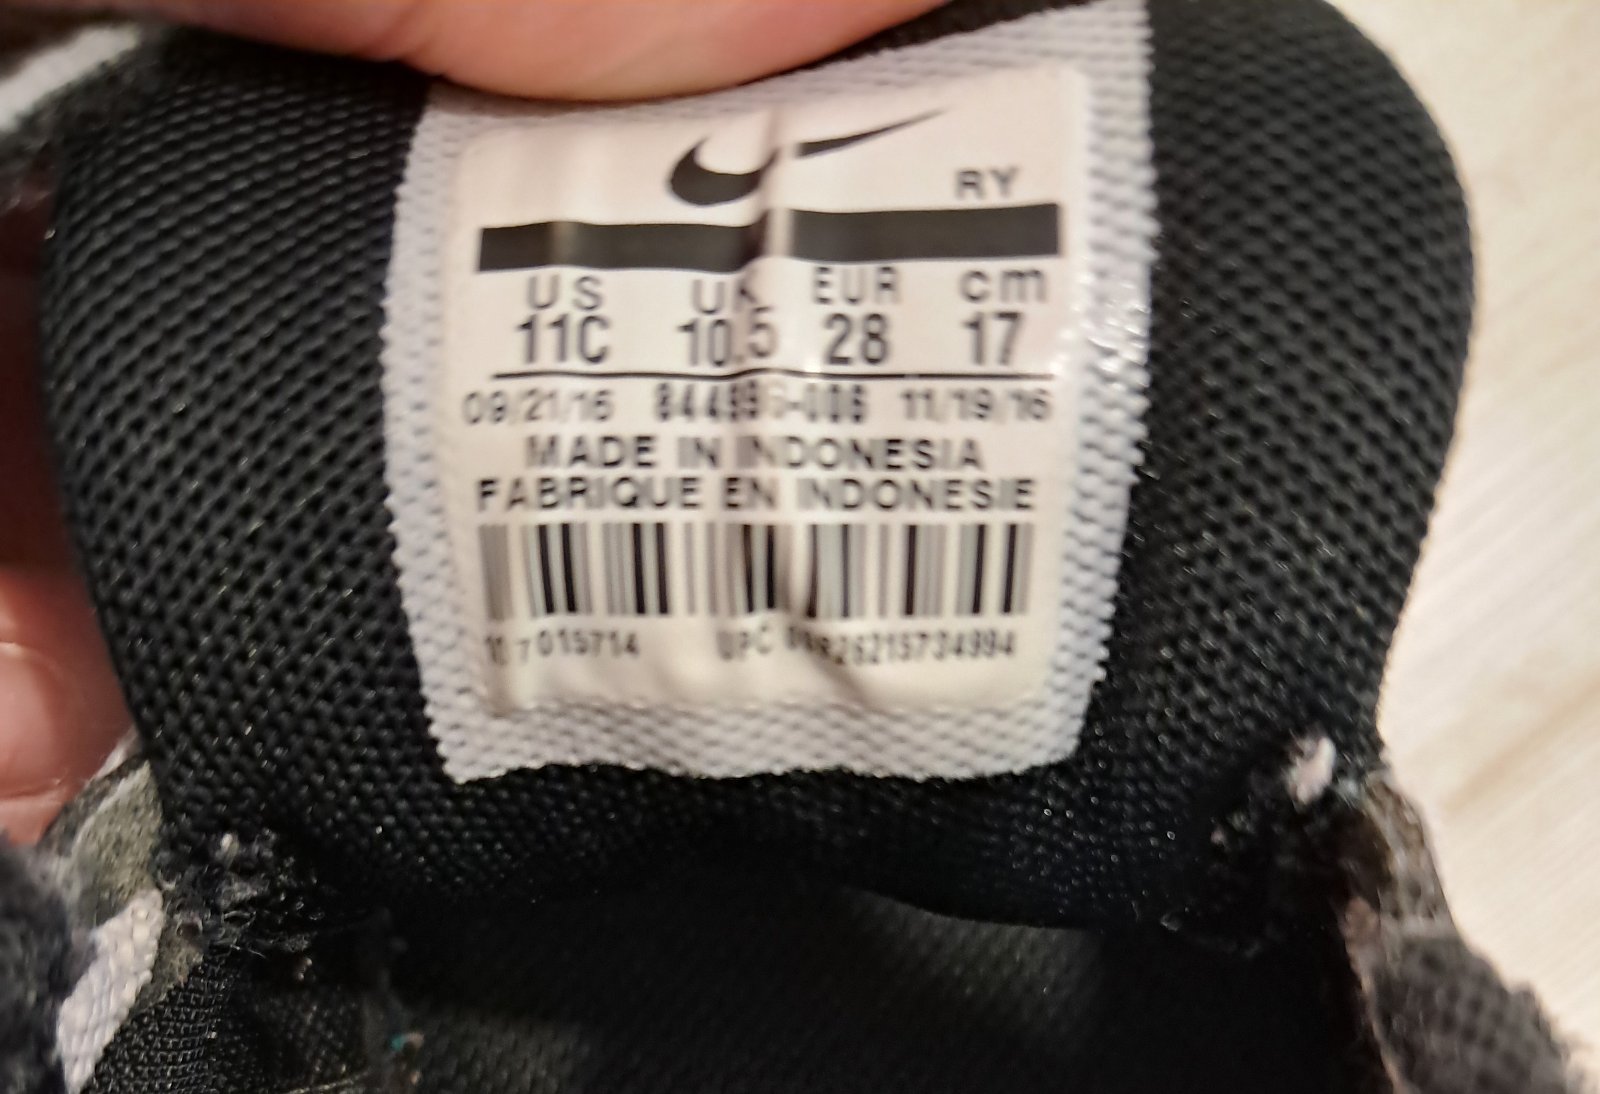 RY
US UK EUR cm
11C 10.5 28 17
09/21/16 11/19/16
MADE IN INDONESIA
FABRIQUE EN INDONESIE
015714 UPC